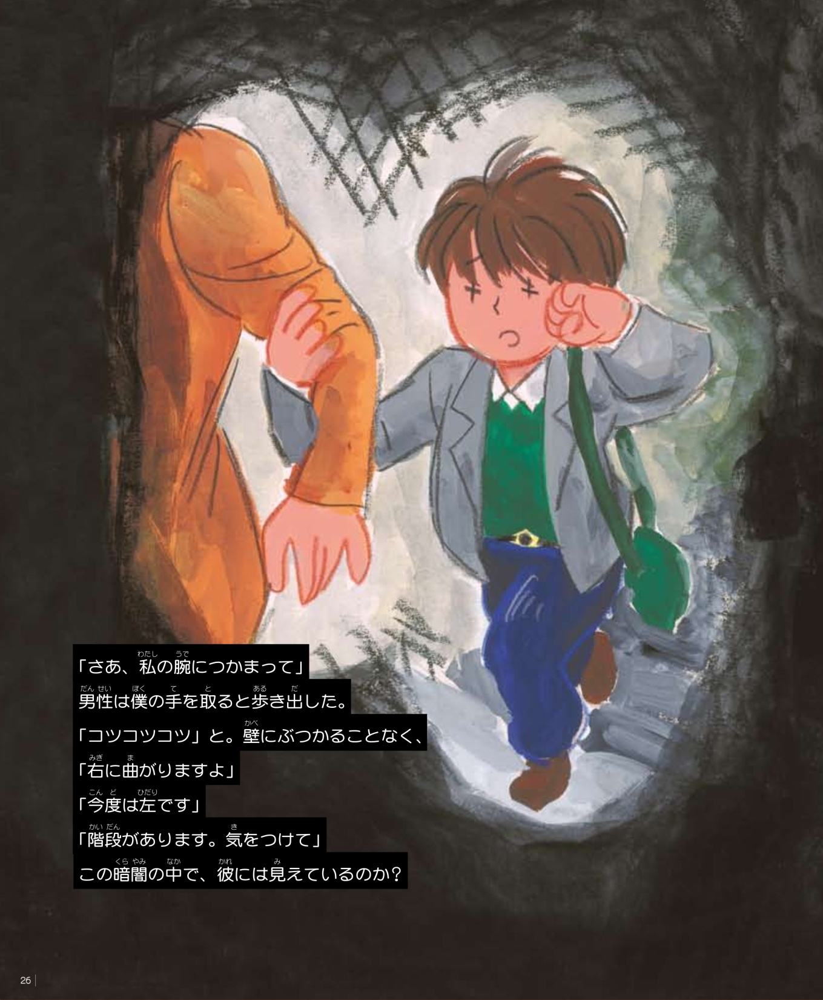 「さあ、私の腕につかまって」
男性は僕の手を取ると歩き出した。
「コツコツコツ」と。壁にぶつかることなく、
「右に曲がりますよ」
「今度は左です」
「階段があります。気をつけて」
この暗闇の中で、彼には見えているのか?
26